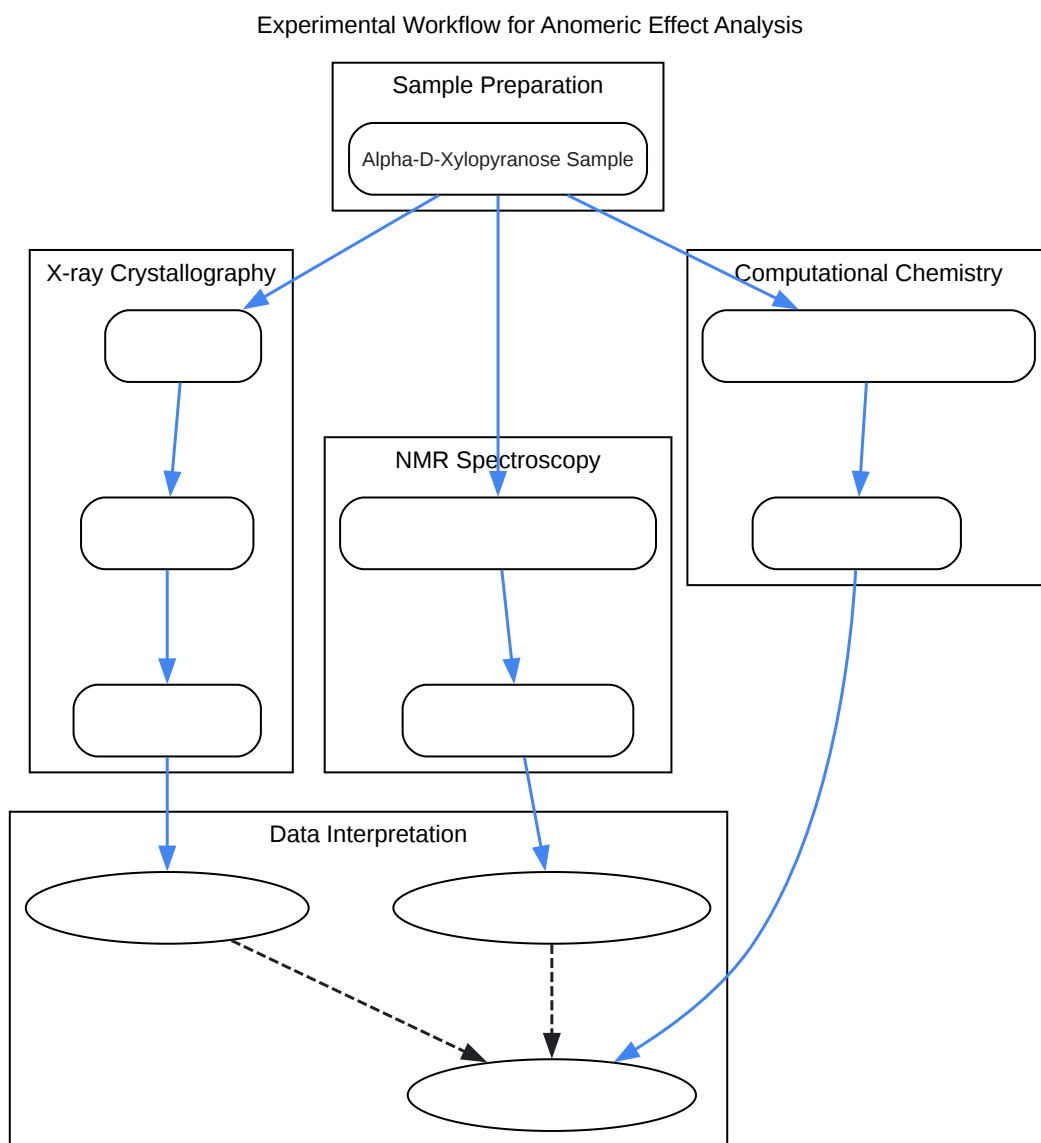 Experimental Workflow for Anomeric Effect Analysis
Sample Preparation
Alpha-D-Xylopyranose Sample
X-ray Crystallography
Computational Chemistry
NMR Spectroscopy
Data Interpretation